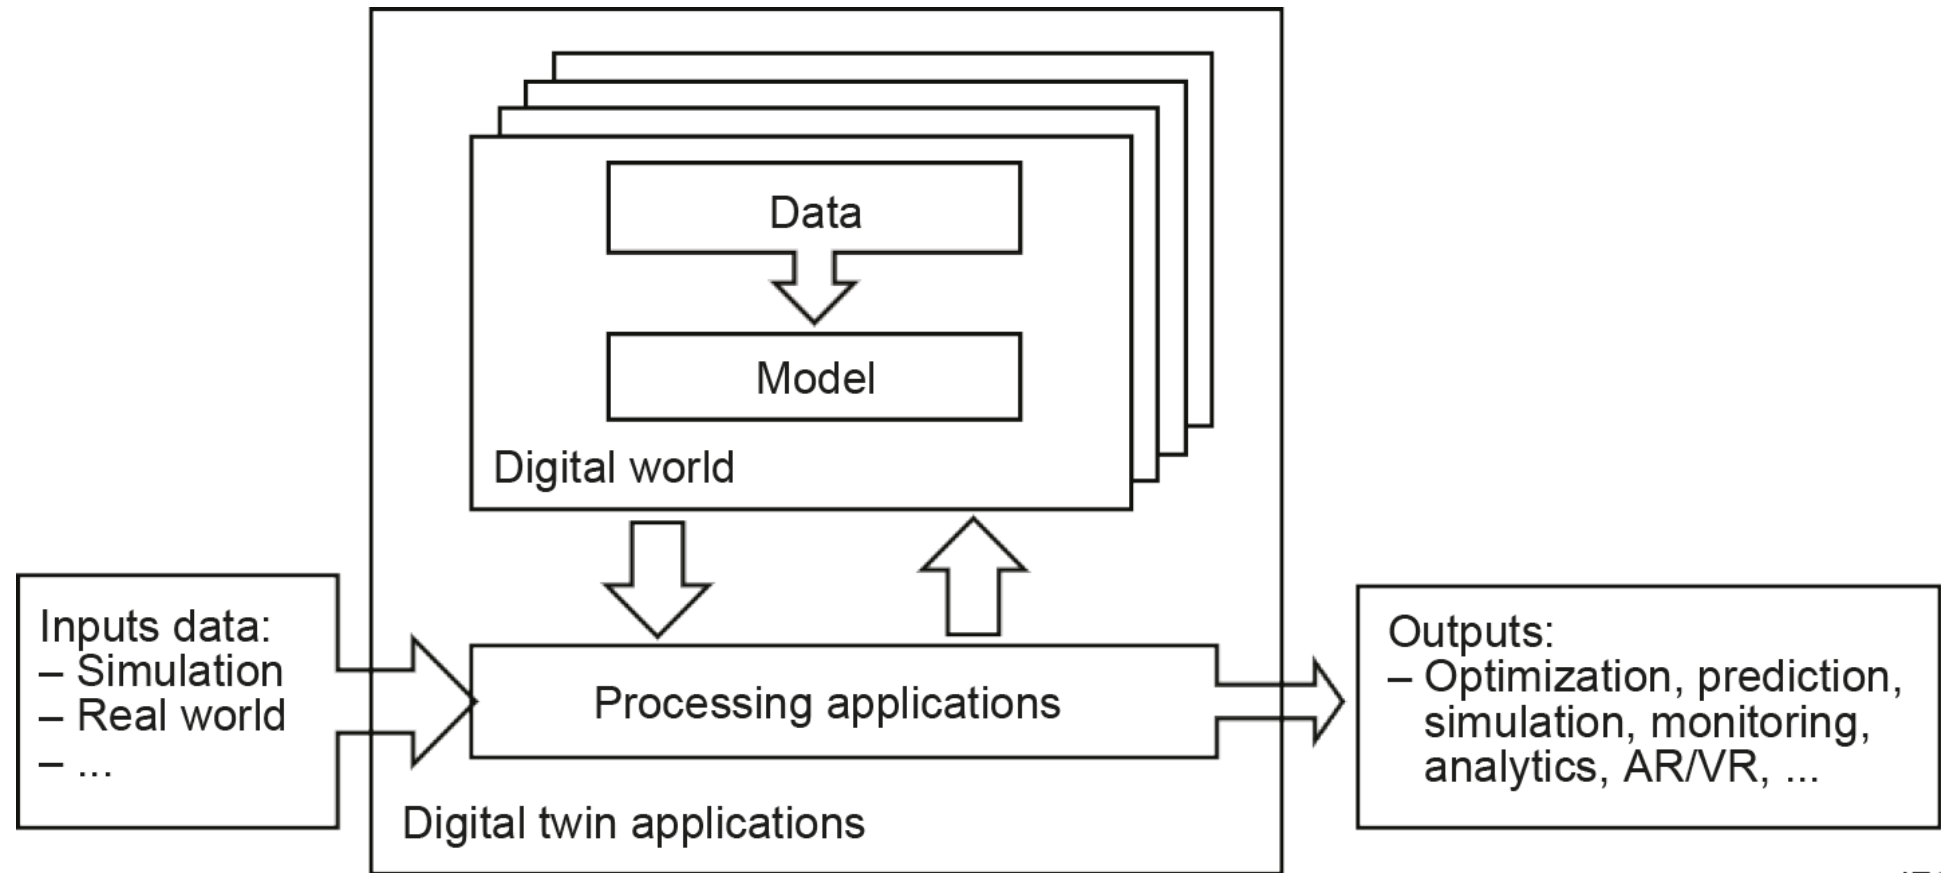 Data
Model
Digital world
Inputs data:
– Simulation
– Real world
– ...
Processing applications
Outputs:
– Optimization, prediction,
simulation, monitoring,
analytics, AR/VR, ...
Digital twin applications